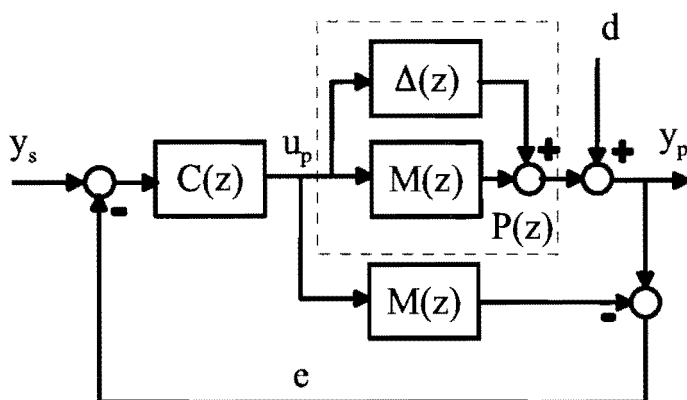 d
Δ(z)
y_s
u_p
+
+
y_p
C(z)
M(z)
-
P(z)
M(z)
-
e